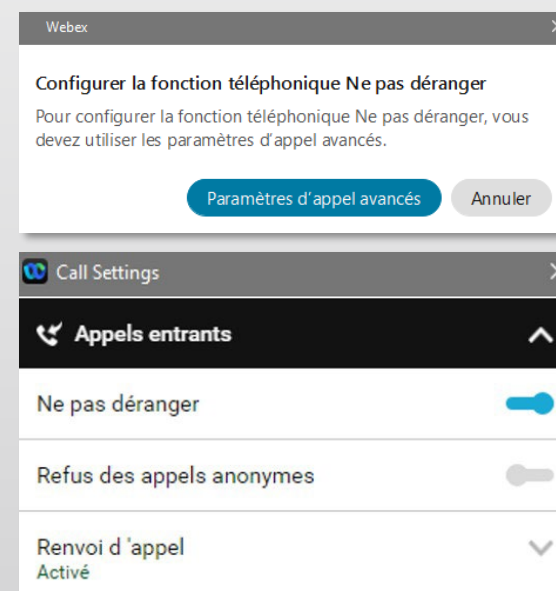 Webex
Configurer la fonction téléphonique Ne pas déranger
Pour configurer la fonction téléphonique Ne pas déranger, vous
devez utiliser les paramètres d'appel avancés.
Paramètres d'appel avancés Annuler
Call Settings
Appels entrants
Ne pas déranger
Refus des appels anonymes
Renvoi d 'appel
Activé